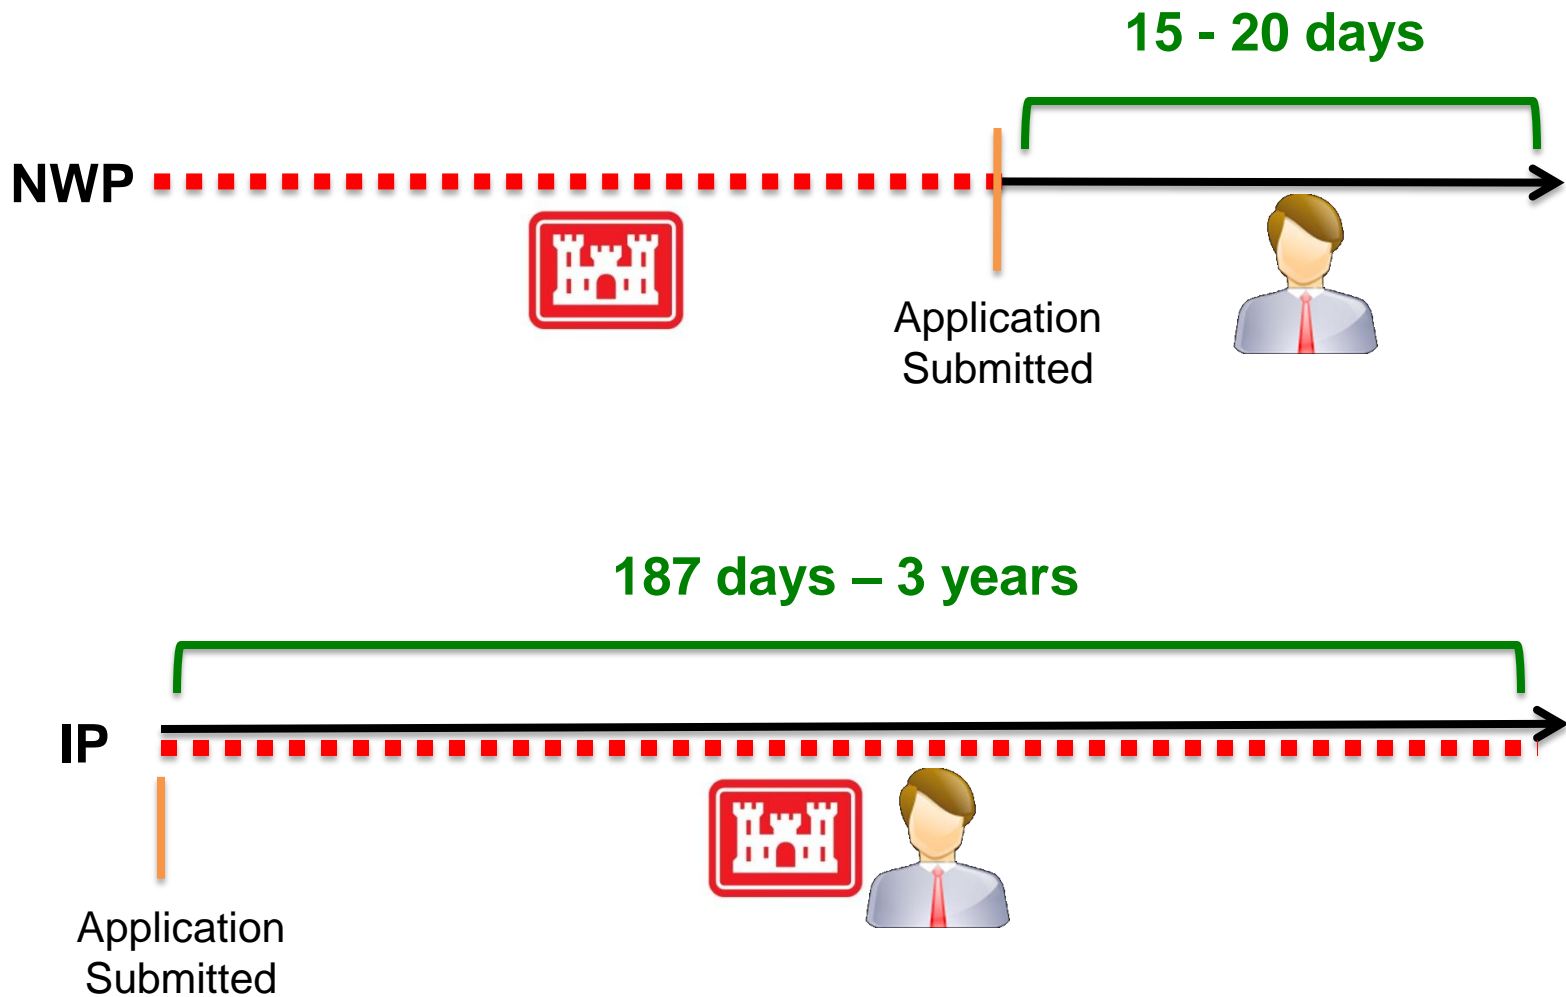 15 - 20 days
NWP
Application
Submitted
187 days – 3 years
IP
Application
Submitted